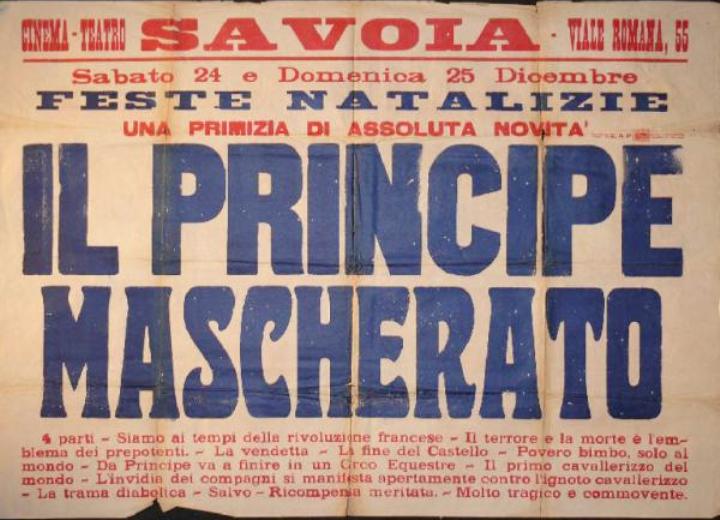 CINEMA - TEATRO SAVOIA - VIALE ROMANA, 55
Sabato 24 e Domenica 25 Dicembre
FESTE NATALIZIE
UNA PRIMIZIA DI ASSOLUTA NOVITA'
IL PRINCIPE
MASCHERATO
4 parti - Siamo ai tempi della rivoluzione francese - Il terrore e la morte è l'em-
blema dei prepotenti. - La vendetta - La fine del Castello - Povero bimbo, solo al
mondo - Da Principe va a finire in un Circo Equestre - Il primo cavallerizzo del
mondo - L'invidia dei compagni si manifesta apertamente contro l'ignoto cavallerizzo
- La trama diabolica - Salvo - Ricompensa meritata. - Molto tragico e commovente.